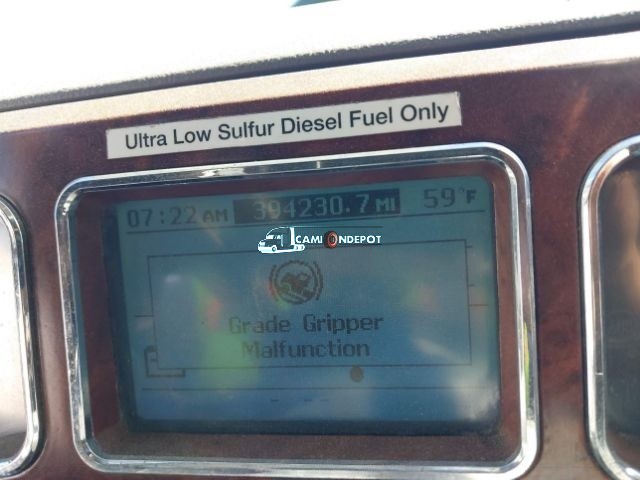 Ultra Low Sulfur Diesel Fuel Only
07:22 AM 394230.7 MI 59°F
CAMIONDEPOT
Grade Gripper
Malfunction